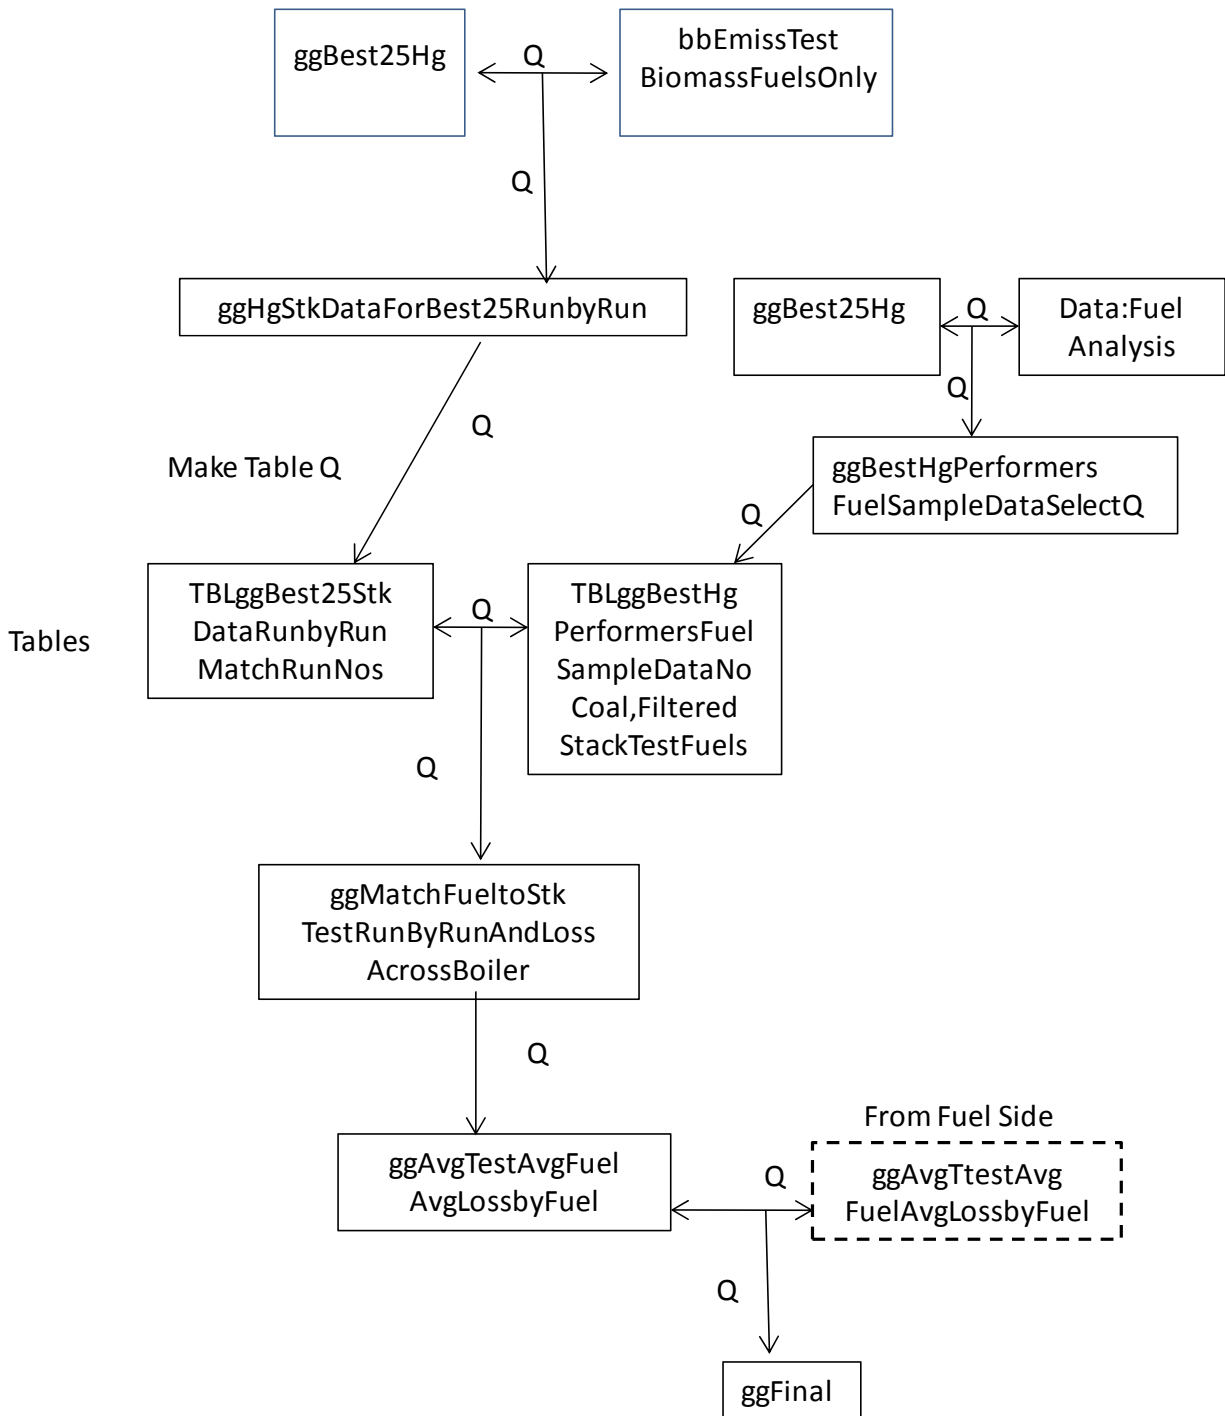 ggBest25Hg
Q
bbEmissTest
BiomassFuelsOnly
Q
ggHgStkDataForBest25RunbyRun
ggBest25Hg
Q
Data:Fuel
Analysis
Q
Q
Make Table Q
ggBestHgPerformers
FuelSampleDataSelectQ
Q
Tables
TBLggBest25Stk
DataRunbyRun
MatchRunNos
Q
TBLggBestHg
PerformersFuel
SampleDataNo
Coal,Filtered
StackTestFuels
Q
ggMatchFueltoStk
TestRunByRunAndLoss
AcrossBoiler
Q
From Fuel Side
ggAvgTestAvgFuel
AvgLossbyFuel
Q
ggAvgTtestAvg
FuelAvgLossbyFuel
Q
ggFinal